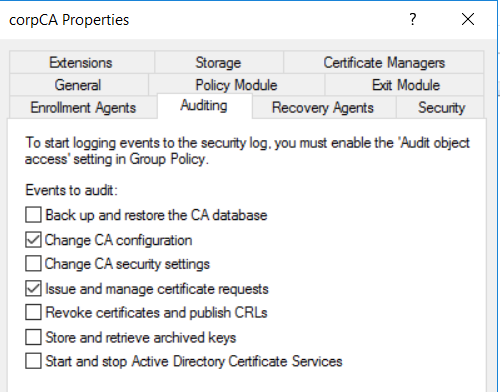 corpCA Properties
?
Extensions Storage Certificate Managers
General Policy Module Exit Module
Enrollment Agents Auditing Recovery Agents Security
To start logging events to the security log, you must enable the 'Audit object
access' setting in Group Policy.
Events to audit:
Back up and restore the CA database
Change CA configuration
Change CA security settings
Issue and manage certificate requests
Revoke certificates and publish CRLs
Store and retrieve archived keys
Start and stop Active Directory Certificate Services